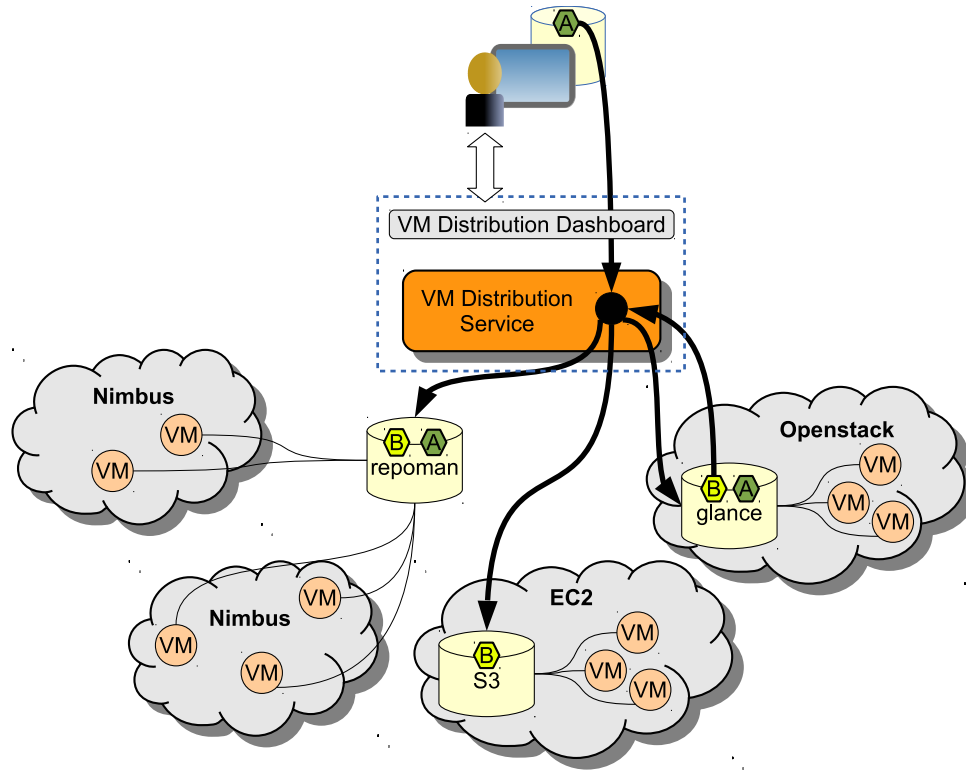 A
VM Distribution Dashboard
VM Distribution
Service
Nimbus
VM
VM
B A
repoman
Openstack
VM
VM
VM
B A
glance
Nimbus
VM
VM
VM
EC2
VM
VM
VM
B
S3